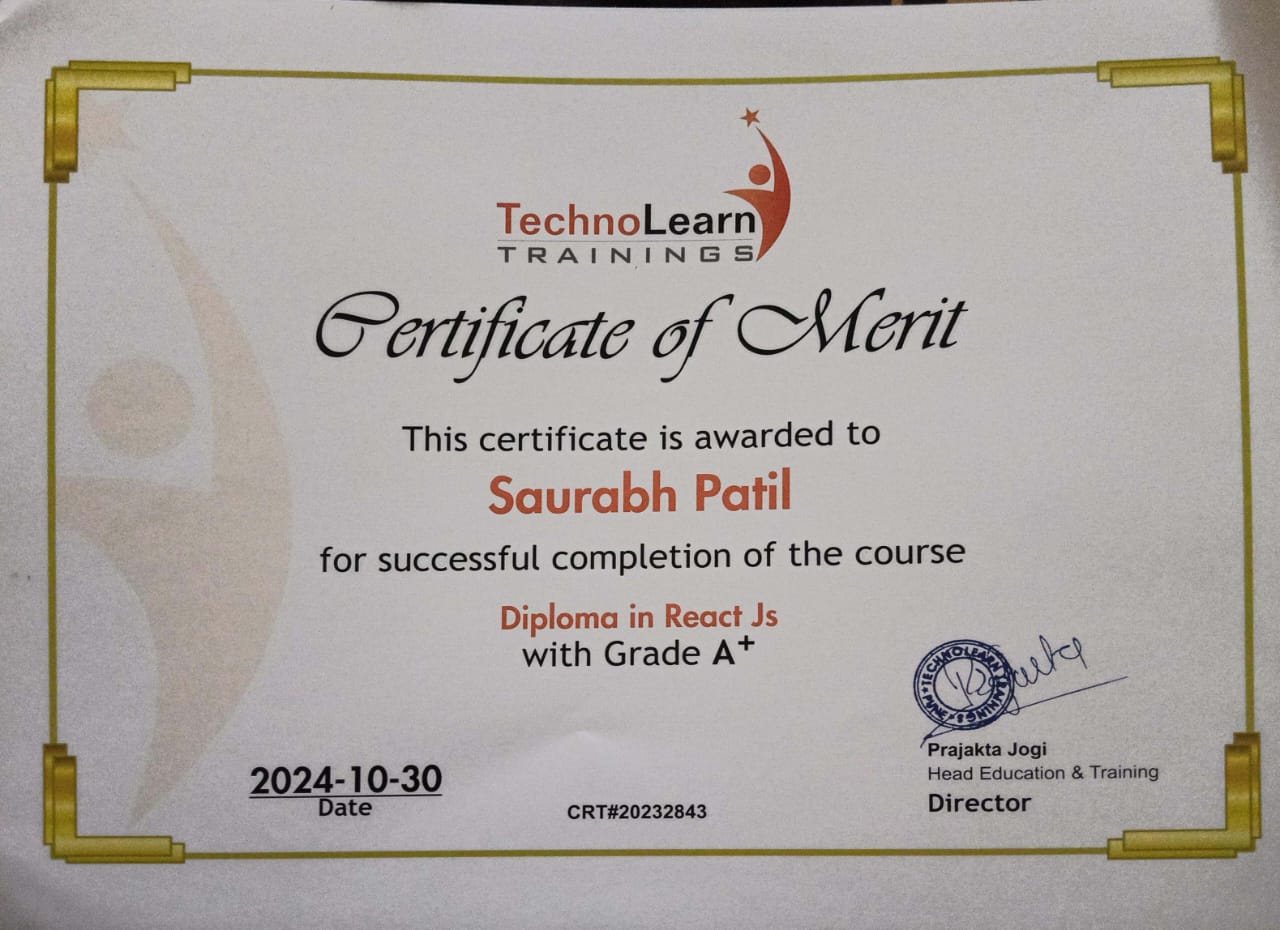 TechnoLearn
TRAININGS
Certificate of Merit
This certificate is awarded to
Saurabh Patil
for successful completion of the course
Diploma in React Js
with Grade A+
TECHNOLEARN TRAININGS
PUNE
Prajakta Jogi
Head Education & Training
Director
2024-10-30
Date
CRT#20232843